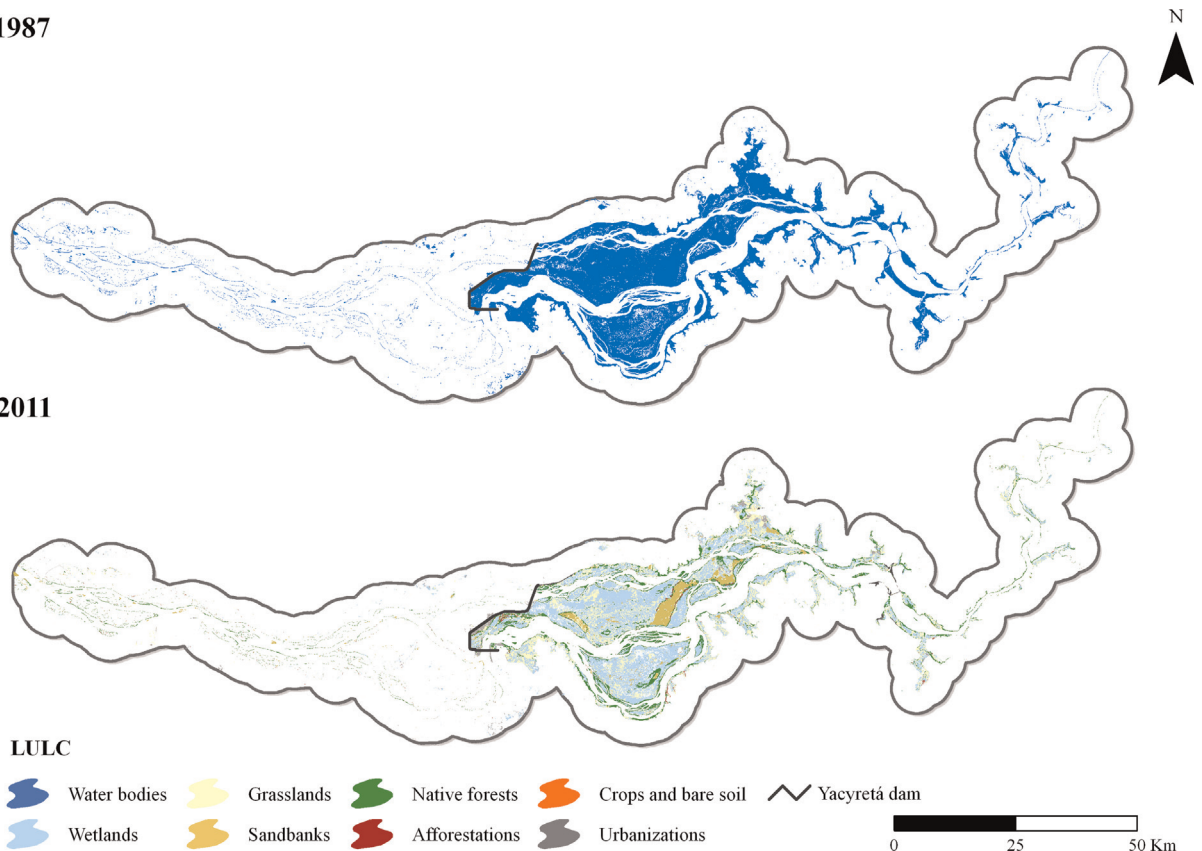 1987
N
2011
LULC
Water bodies Grasslands Native forests Crops and bare soil Yacyretá dam
Wetlands Sandbanks Afforestations Urbanizations
0 25 50 Km